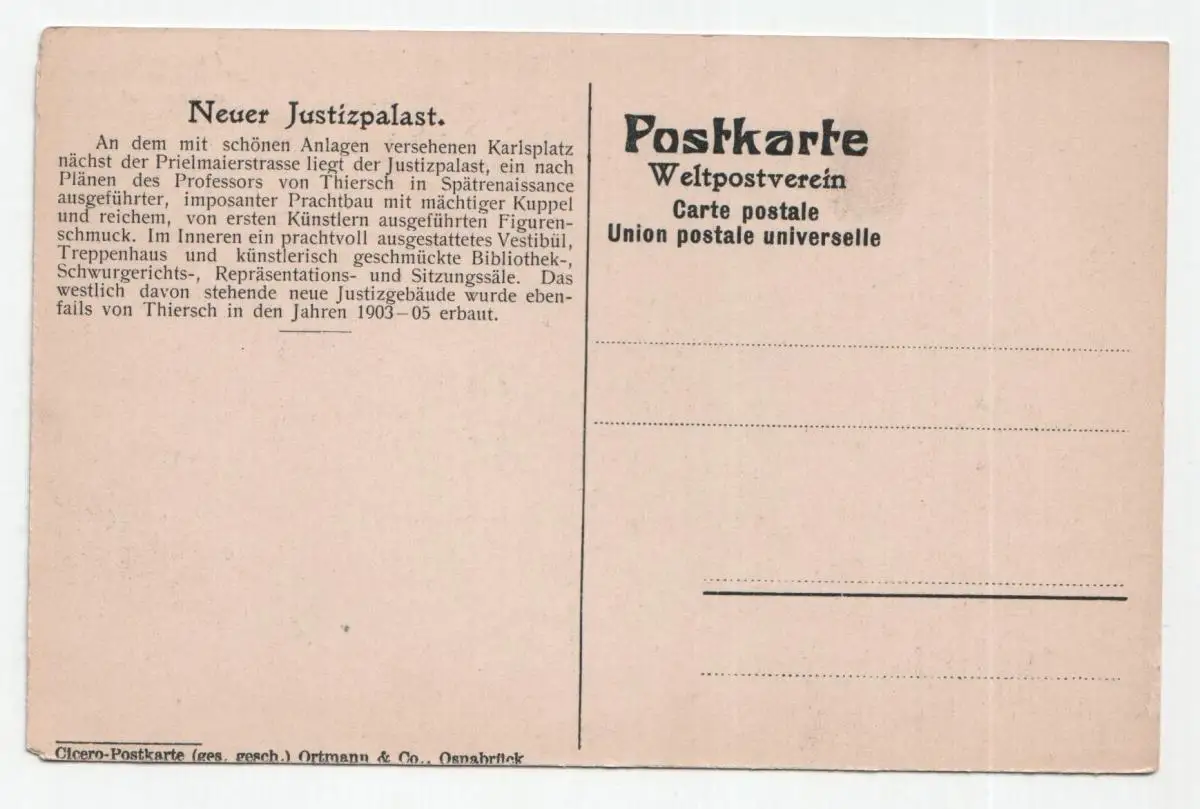 Neuer Justizpalast.
An dem mit schönen Anlagen versehenen Karlsplatz
nächst der Prielmaierstrasse liegt der Justizpalast, ein nach
Plänen des Professors von Thiersch in Spätrenaissance
ausgeführter, imposanter Prachtbau mit mächtiger Kuppel
und reichem, von ersten Künstlern ausgeführten Figuren-
schmuck. Im Inneren ein prachtvoll ausgestattetes Vestibül,
Treppenhaus und künstlerisch geschmückte Bibliothek-,
Schwurgerichts-, Repräsentations- und Sitzungssäle. Das
westlich davon stehende neue Justizgebäude wurde eben-
falls von Thiersch in den Jahren 1903–05 erbaut.
Cicero-Postkarte (ges. gesch.) Ortmann & Co., Osnabrück
Postkarte
Weltpostverein
Carte postale
Union postale universelle